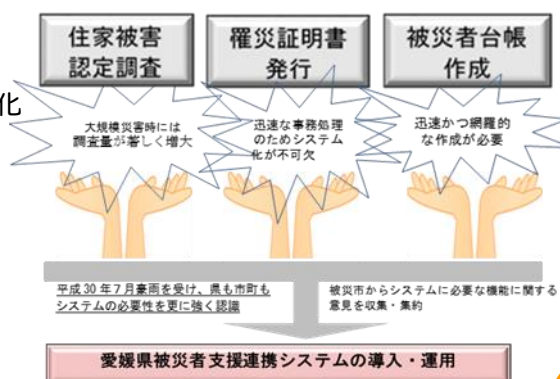 住家被害
認定調査
罹災証明書
発行
被災者台帳
作成
化
大規模災害時には
調査量が著しく増大
迅速な事務処理
のためシステム
化が不可欠
迅速かつ網羅的
な作成が必要
平成30年7月豪雨を受け、県も市町も
システムの必要性を更に強く認識
被災市からシステムに必要な機能に関する
意見を収集・集約
愛媛県被災者支援連携システムの導入・運用